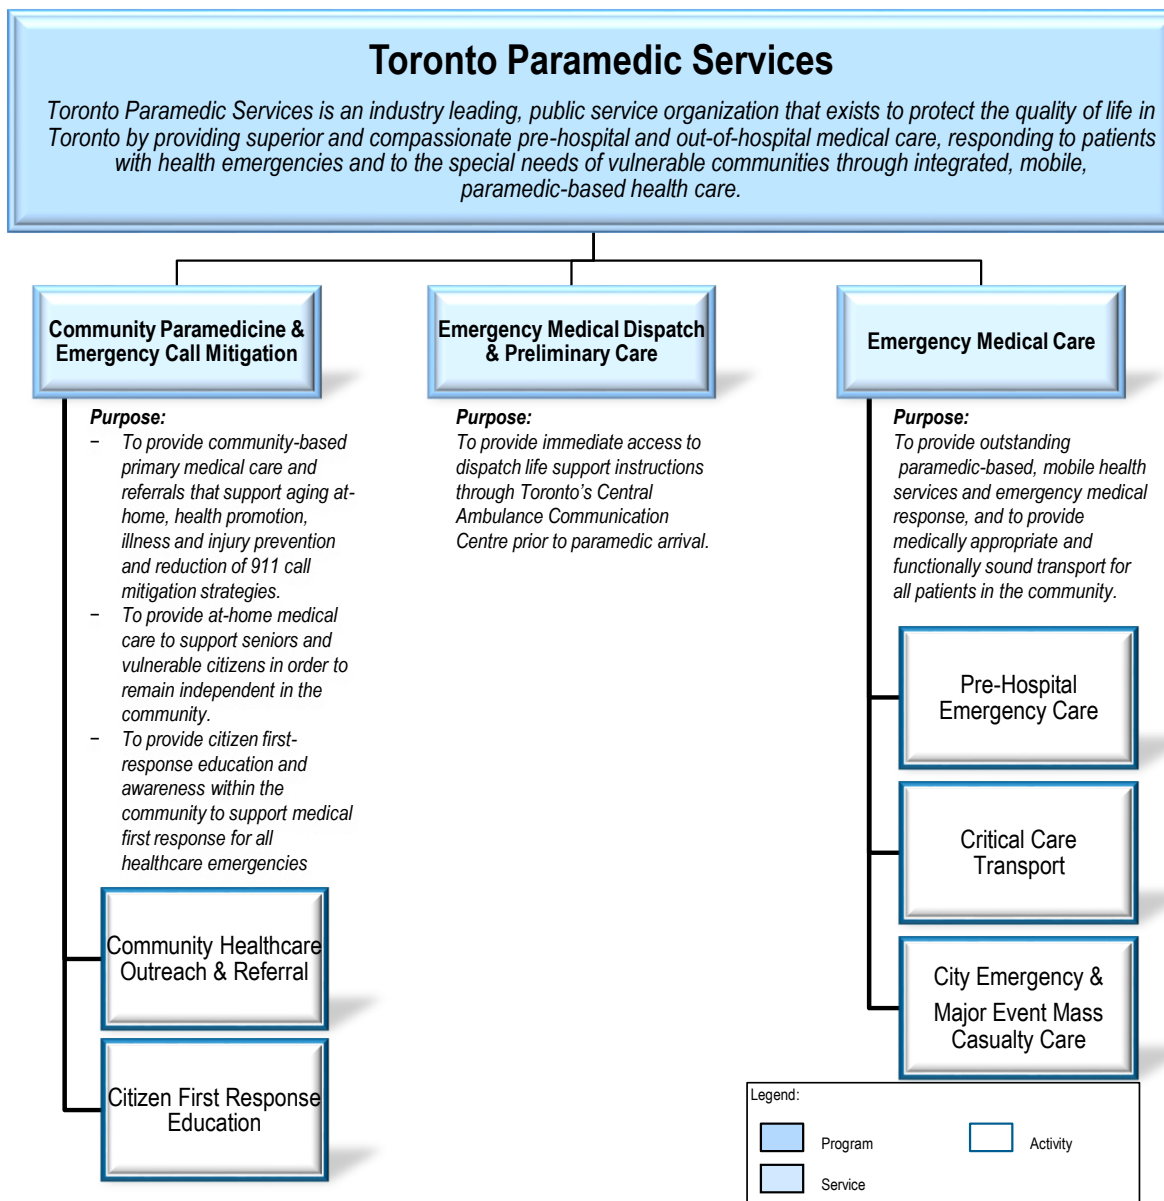 Toronto Paramedic Services
Toronto Paramedic Services is an industry leading, public service organization that exists to protect the quality of life in
Toronto by providing superior and compassionate pre-hospital and out-of-hospital medical care, responding to patients
with health emergencies and to the special needs of vulnerable communities through integrated, mobile,
paramedic-based health care.
Community Paramedicine &
Emergency Call Mitigation
Purpose:
− To provide community-based
primary medical care and
referrals that support aging at-
home, health promotion,
illness and injury prevention
and reduction of 911 call
mitigation strategies.
− To provide at-home medical
care to support seniors and
vulnerable citizens in order to
remain independent in the
community.
− To provide citizen first-
response education and
awareness within the
community to support medical
first response for all
healthcare emergencies
Community Healthcare
Outreach & Referral
Citizen First Response
Education
Emergency Medical Dispatch
& Preliminary Care
Purpose:
To provide immediate access to
dispatch life support instructions
through Toronto’s Central
Ambulance Communication
Centre prior to paramedic arrival.
Emergency Medical Care
Purpose:
To provide outstanding
paramedic-based, mobile health
services and emergency medical
response, and to provide
medically appropriate and
functionally sound transport for
all patients in the community.
Pre-Hospital
Emergency Care
Critical Care
Transport
City Emergency &
Major Event Mass
Casualty Care
Legend:
Program
Activity
Service